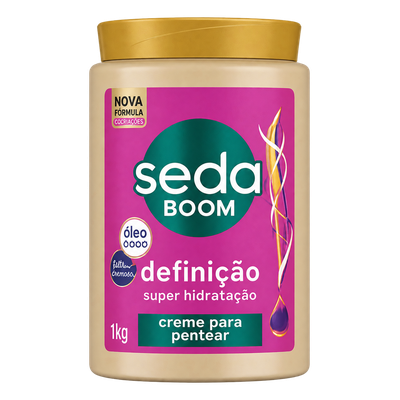 NOVA
FÓRMULA
COCRIAÇÕES
seda
BOOM
óleo
definição
super hidratação
creme para
pentear
1kg